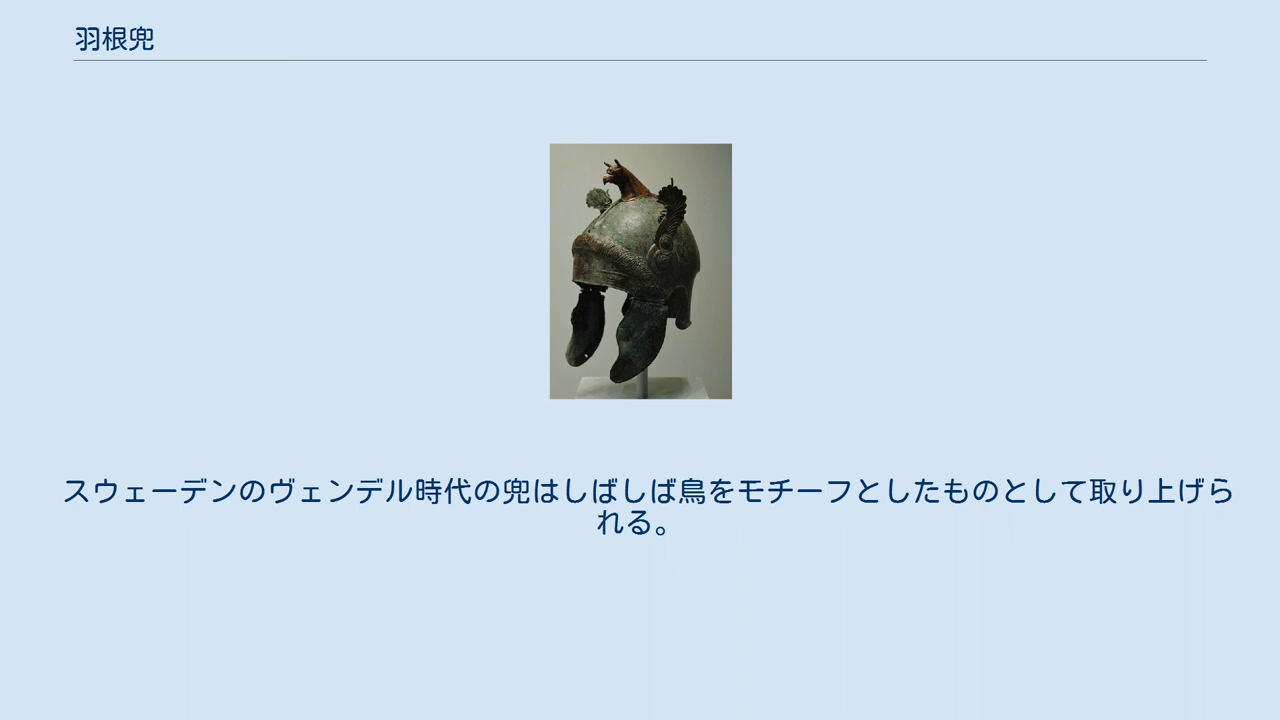 羽根兜
スウェーデンのヴェンデル時代の兜はしばしば鳥をモチーフとしたものとして取り上げら
れる。